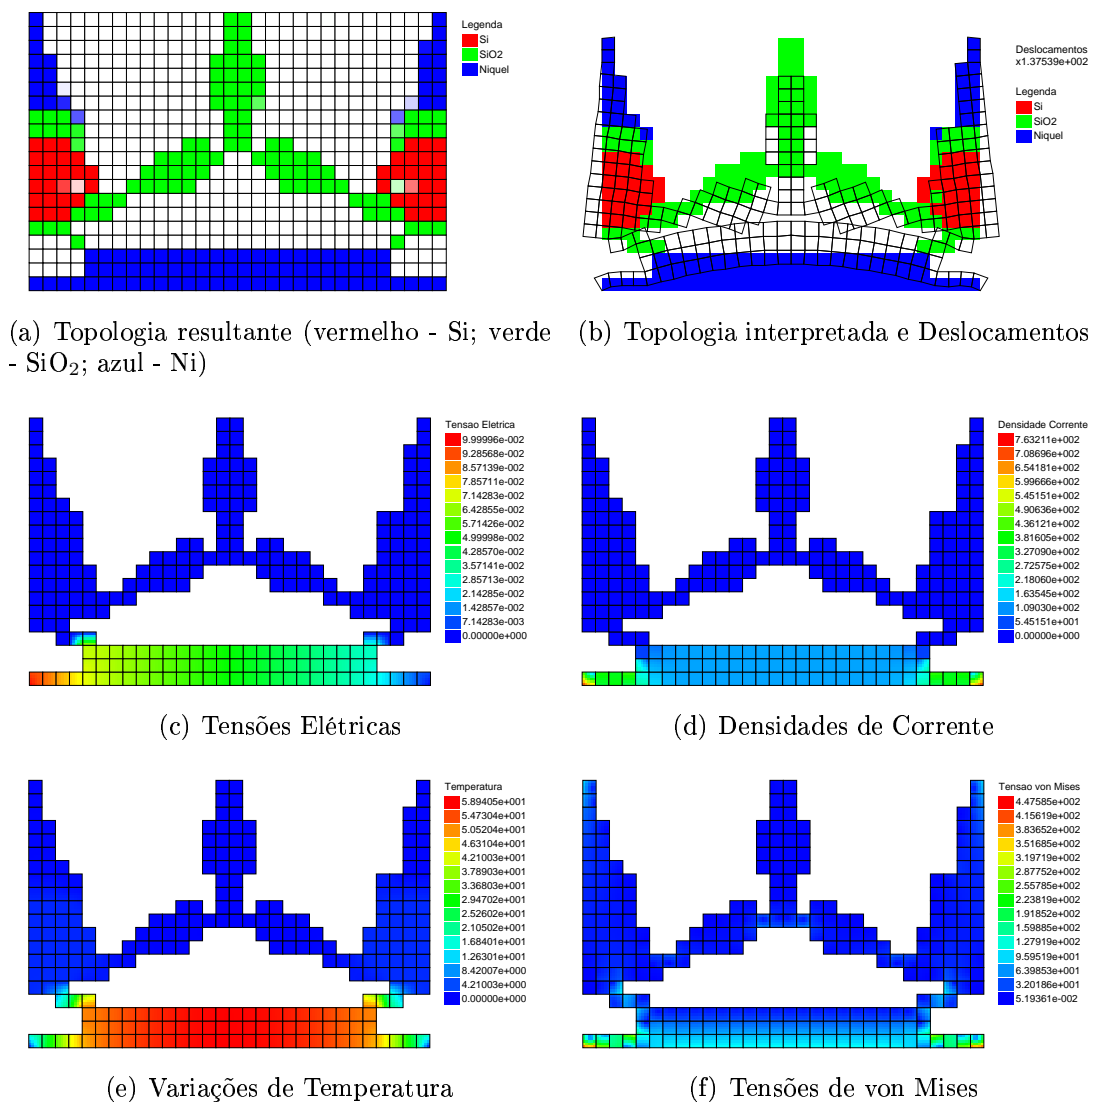 Legenda
Si
SiO2
Niquel
Deslocamentos
x1.37539e+002
Legenda
Si
SiO2
Niquel
(a) Topologia resultante (vermelho - Si; verde
- SiO₂; azul - Ni)
(b) Topologia interpretada e Deslocamentos
Tensao Eletrica
9.99996e-002
9.28568e-002
8.57139e-002
7.85711e-002
7.14283e-002
6.42855e-002
5.71426e-002
4.99998e-002
4.28570e-002
3.57141e-002
2.85713e-002
2.14285e-002
1.42857e-002
7.14283e-003
0.00000e+000
Densidade Corrente
7.63211e+002
7.08696e+002
6.54181e+002
5.99666e+002
5.45151e+002
4.90636e+002
4.36121e+002
3.81605e+002
3.27090e+002
2.72575e+002
2.18060e+002
1.63545e+002
1.09030e+002
5.45151e+001
0.00000e+000
(c) Tensões Elétricas
(d) Densidades de Corrente
Temperatura
5.89405e+001
5.47304e+001
5.05204e+001
4.63104e+001
4.21003e+001
3.78903e+001
3.36803e+001
2.94702e+001
2.52602e+001
2.10502e+001
1.68401e+001
1.26301e+001
8.42007e+000
4.21003e+000
0.00000e+000
Tensao von Mises
4.47585e+002
4.15619e+002
3.83652e+002
3.51685e+002
3.19719e+002
2.87752e+002
2.55785e+002
2.23819e+002
1.91852e+002
1.59885e+002
1.27919e+002
9.59519e+001
6.39853e+001
3.20186e+001
5.19361e-002
(e) Variações de Temperatura
(f) Tensões de von Mises